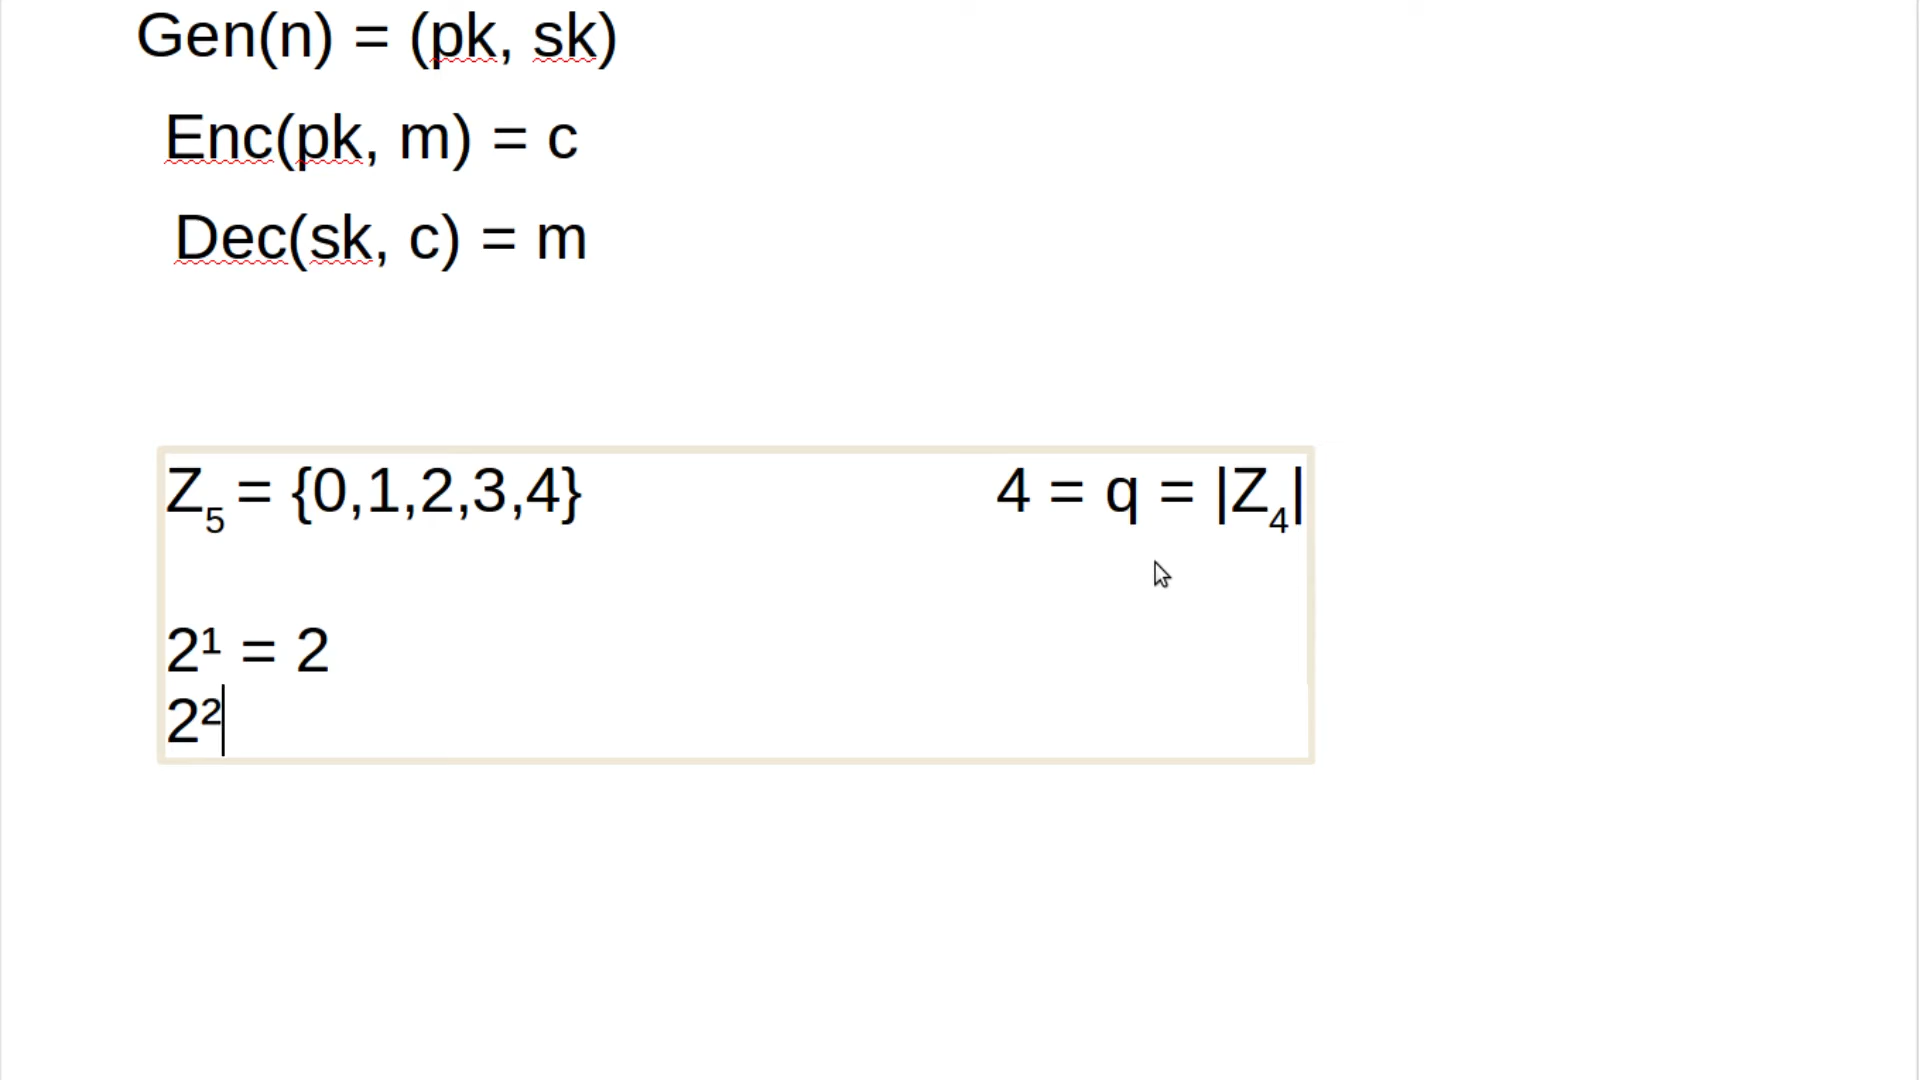 Gen(n) = (pk, sk)
Enc(pk, m) = c
Dec(sk, c) = m
Z₅ = {0,1,2,3,4} 4 = q = |Z₄|
2¹ = 2
2²